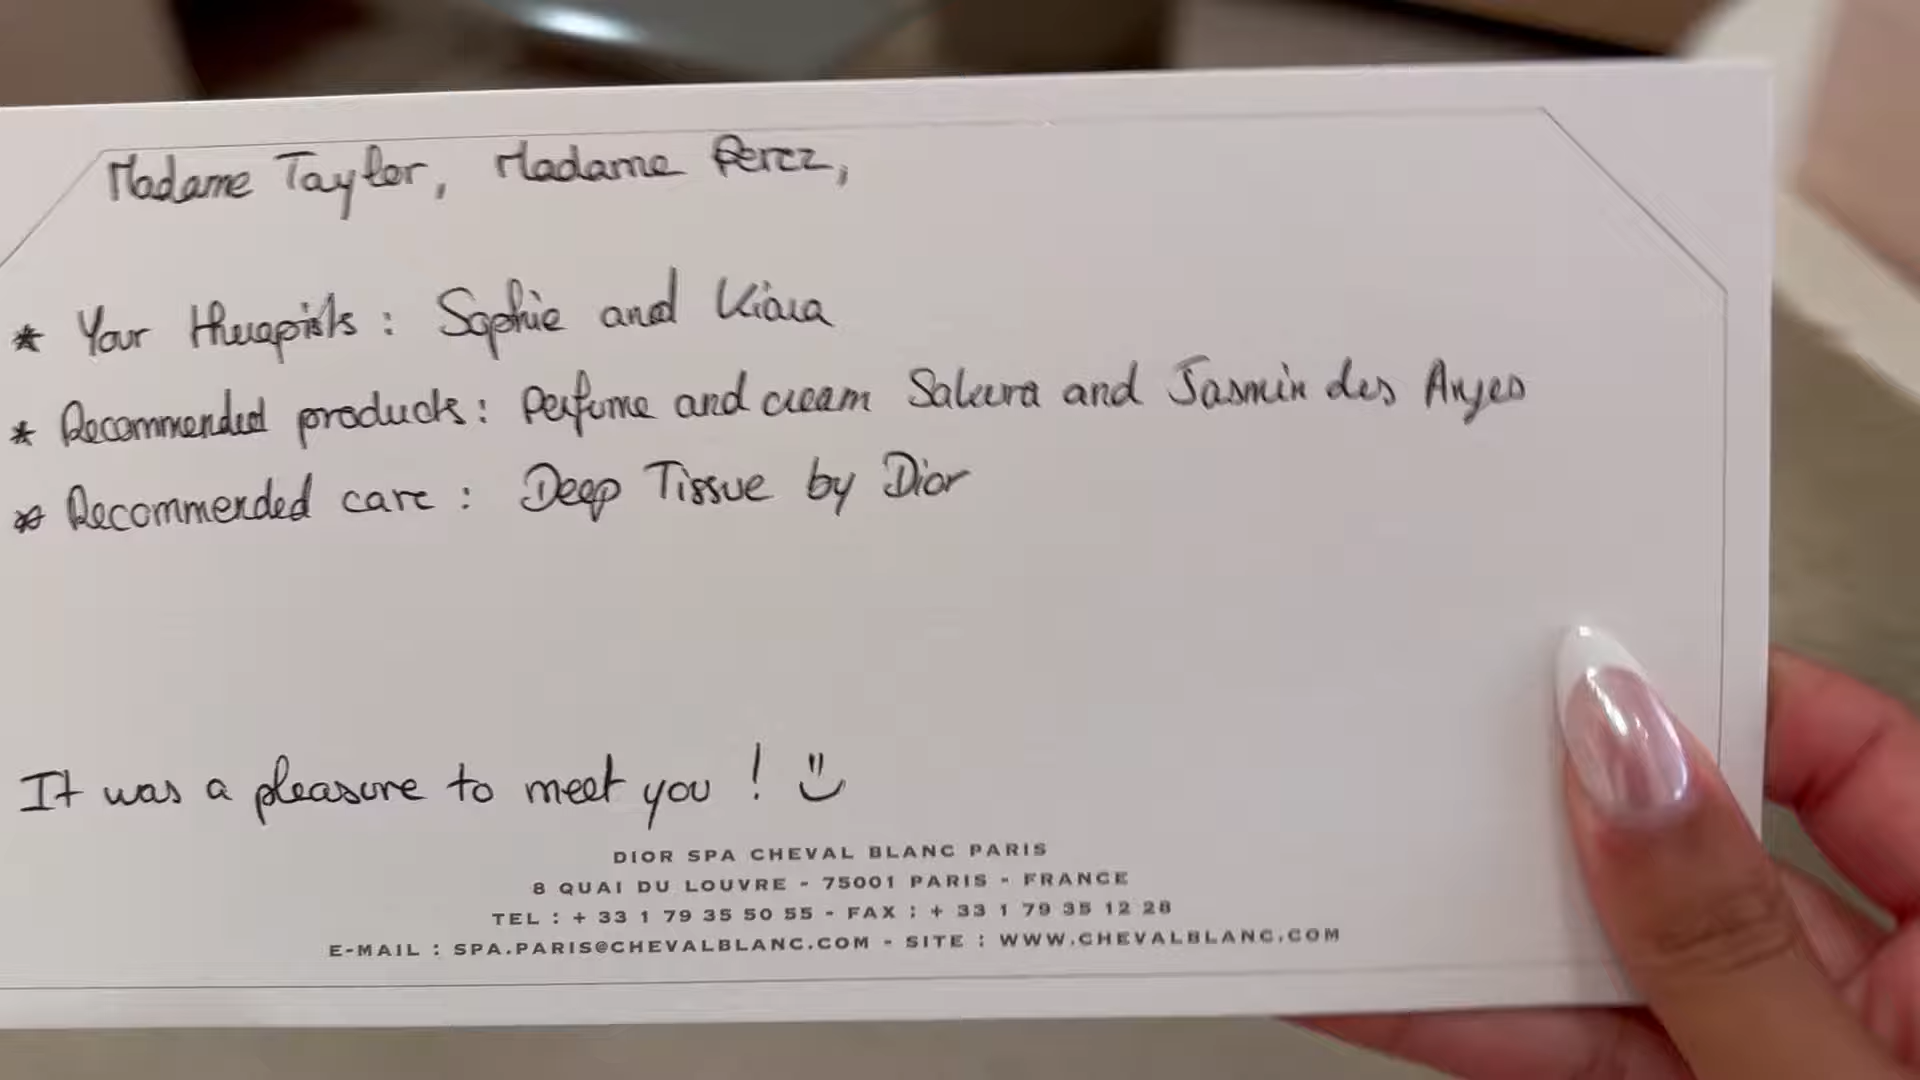 Madame Taylor, Madame Perez,
* Your therapists : Sophie and Kiara
* Recommended products : Perfume and cream Sakura and Jasmin des Anges
* Recommended care : Deep Tissue by Dior
It was a pleasure to meet you !
DIOR SPA CHEVAL BLANC PARIS
8 QUAI DU LOUVRE - 75001 PARIS - FRANCE
TEL : + 33 1 79 35 50 55 - FAX : + 33 1 79 35 12 28
E-MAIL : SPA.PARIS@CHEVALBLANC.COM - SITE : WWW.CHEVALBLANC.COM